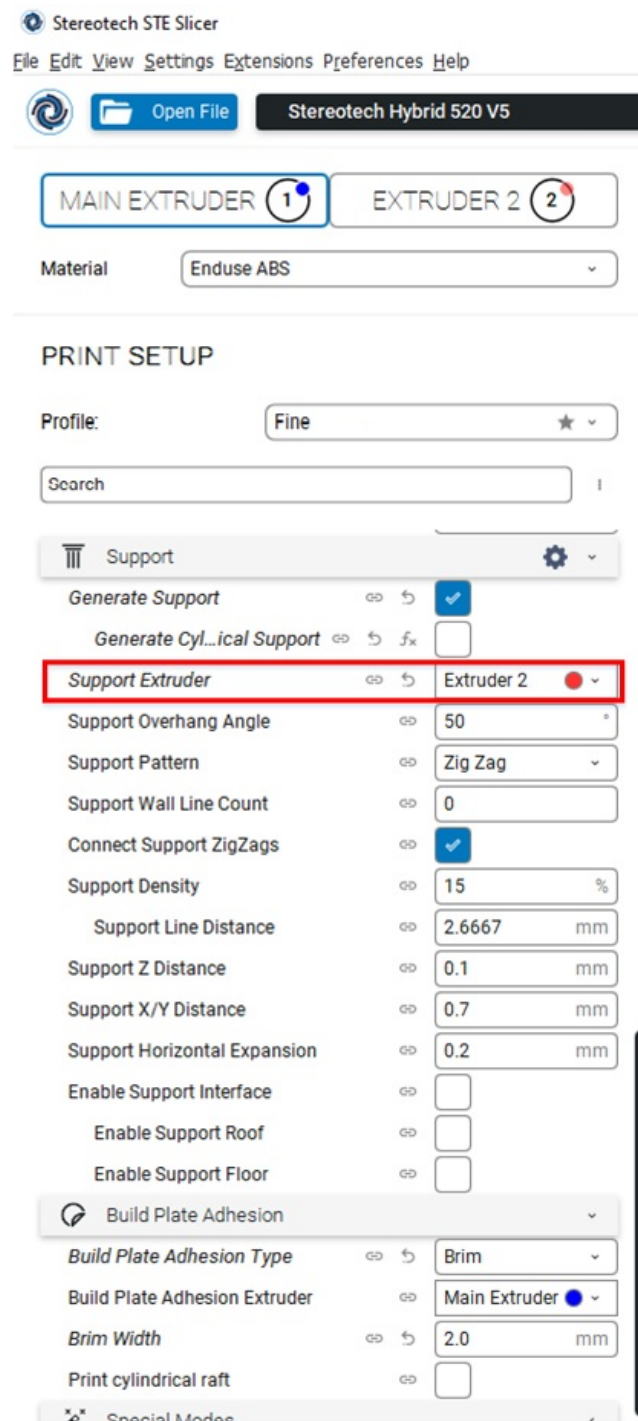 Stereotech STE Slicer
File Edit View Settings Extensions Preferences Help
Open File Stereotech Hybrid 520 V5
MAIN EXTRUDER 1 EXTRUDER 2 2
Material Enduse ABS
PRINT SETUP
Profile: Fine
Search
Support
Generate Support
Generate Cyl...ical Support fx
Support Extruder Extruder 2
Support Overhang Angle 50 °
Support Pattern Zig Zag
Support Wall Line Count 0
Connect Support ZigZags
Support Density 15 %
Support Line Distance 2.6667 mm
Support Z Distance 0.1 mm
Support X/Y Distance 0.7 mm
Support Horizontal Expansion 0.2 mm
Enable Support Interface
Enable Support Roof
Enable Support Floor
Build Plate Adhesion
Build Plate Adhesion Type Brim
Build Plate Adhesion Extruder Main Extruder
Brim Width 2.0 mm
Print cylindrical raft
Special Modes